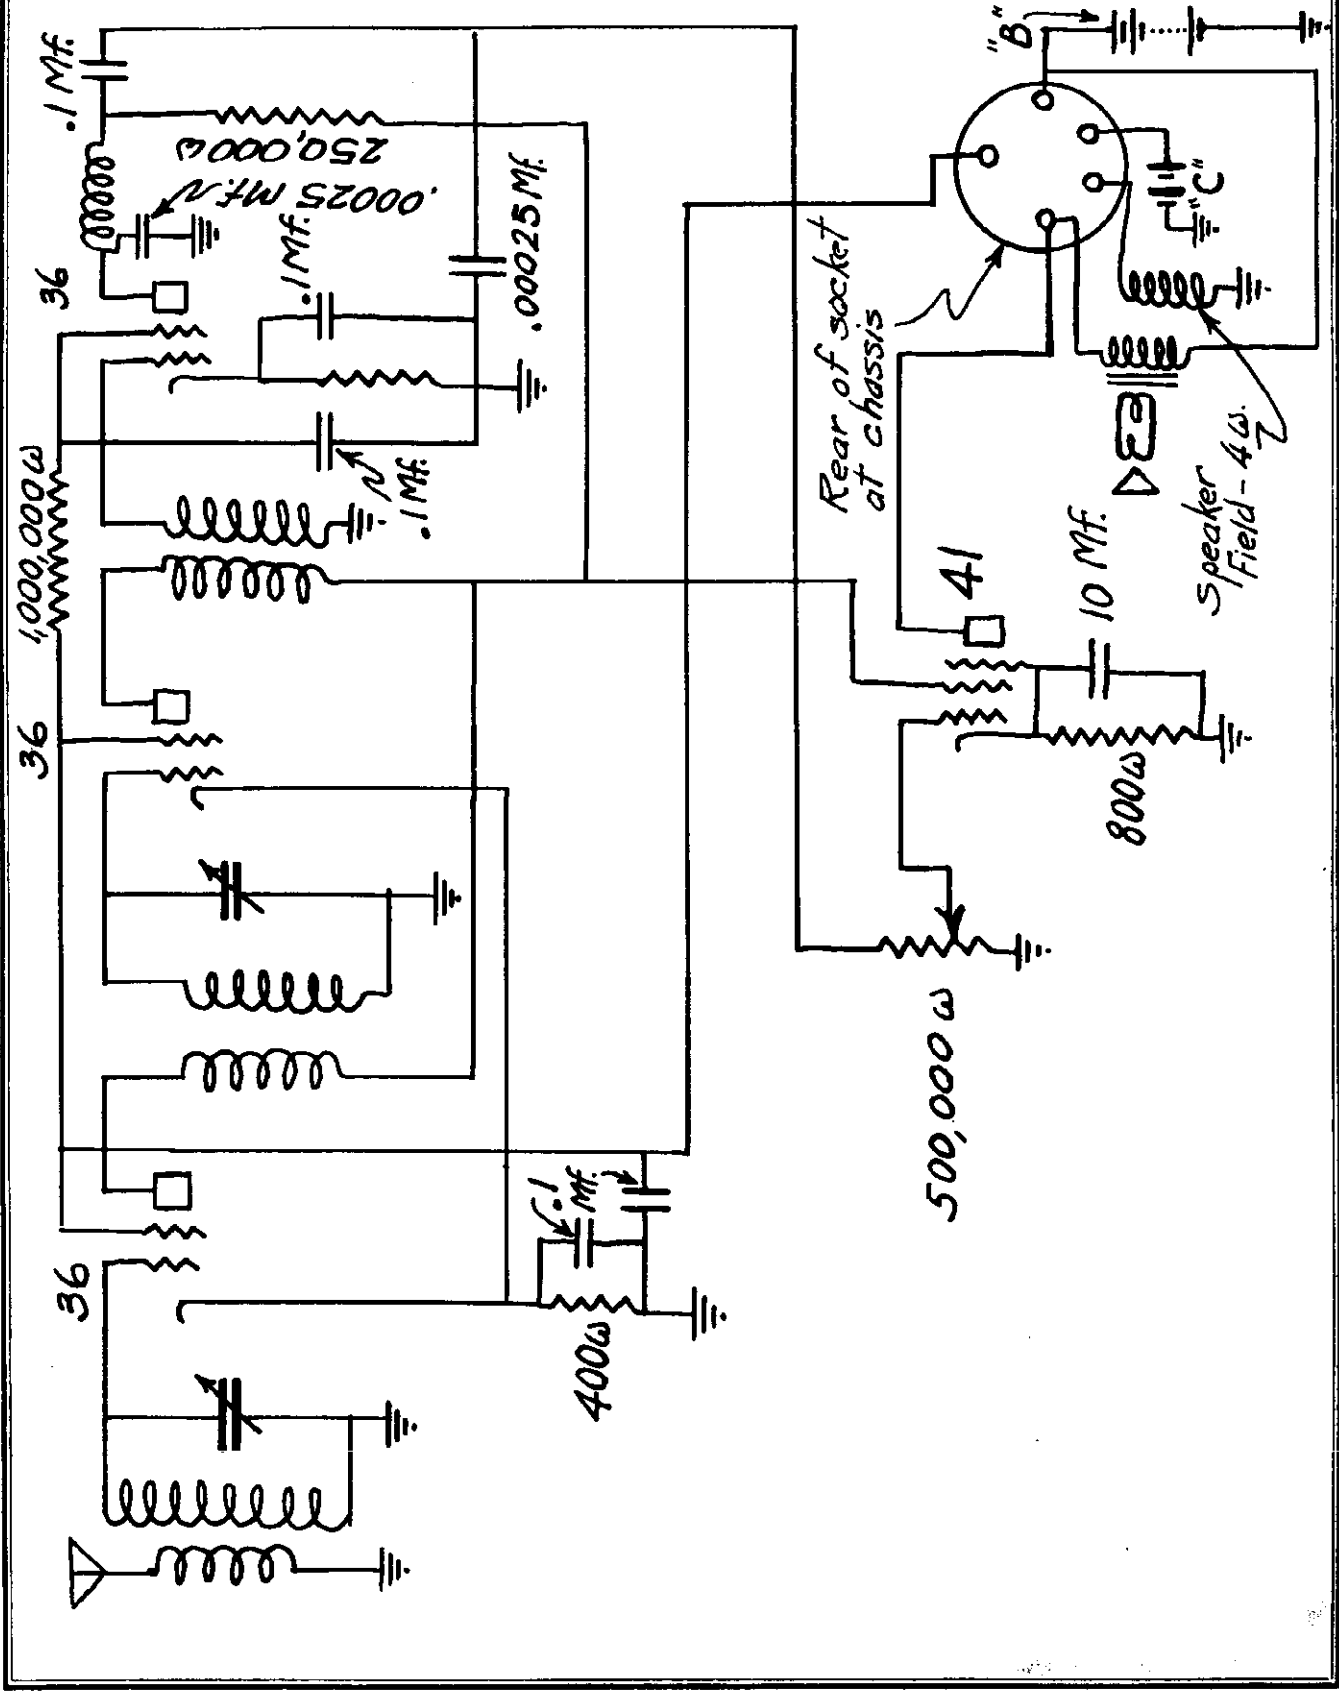 .1 Mf.
250,000 ω
.00025 Mf.
36
.1 Mf.
.00025 Mf.
1,000,000 ω
.1 Mf.
36
36
.1
Mf.
400 ω
"B"
"C"
Rear of socket
at chassis
Speaker
Field - 4 ω.
41
10 Mf.
800 ω
500,000 ω